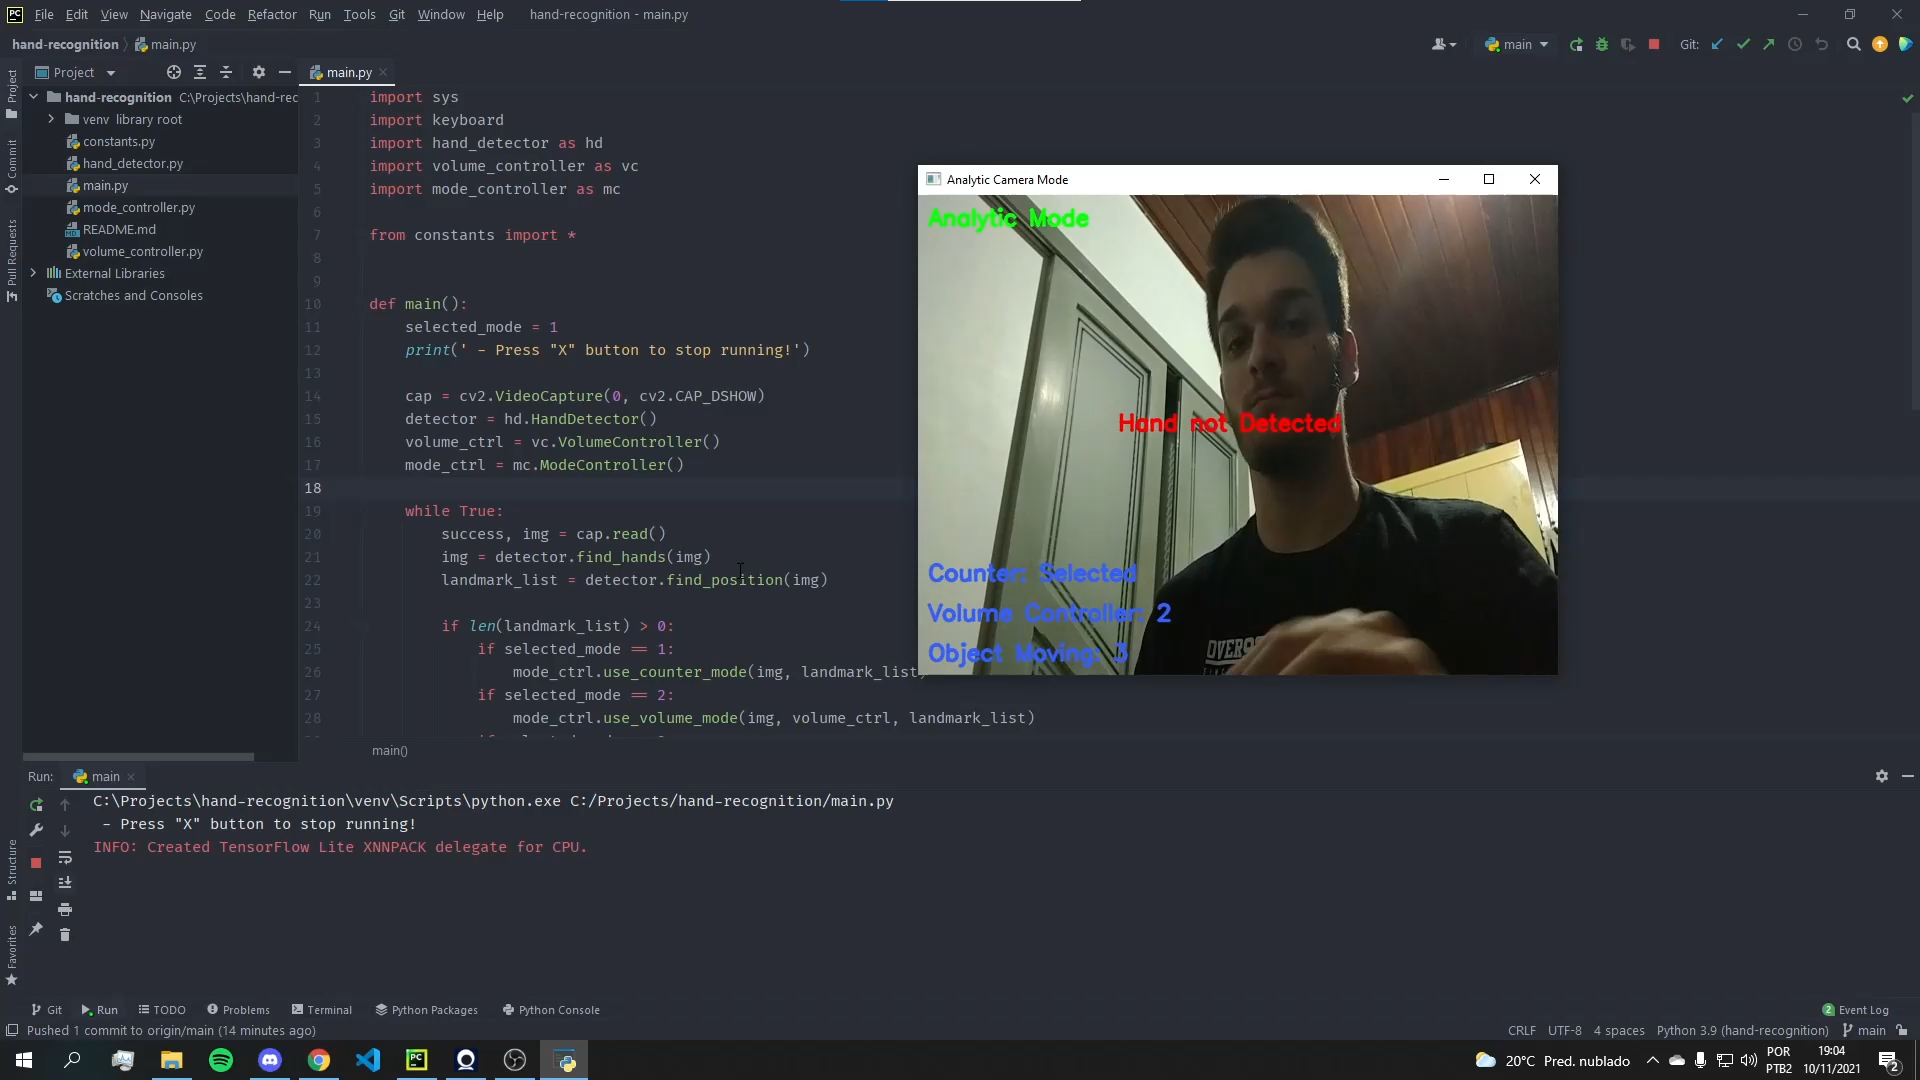 File Edit View Navigate Code Refactor Run Tools Git Window Help hand-recognition - main.py
hand-recognition main.py
main
Git:
Project
main.py
Project
Commit
Pull Requests
hand-recognition C:\Projects\hand-rec
venv library root
constants.py
hand_detector.py
main.py
mode_controller.py
README.md
volume_controller.py
External Libraries
Scratches and Consoles
1 import sys
2 import keyboard
3 import hand_detector as hd
4 import volume_controller as vc
5 import mode_controller as mc
6
7 from constants import *
8
9
10 def main():
11 selected_mode = 1
12 print(' - Press "X" button to stop running!')
13
14 cap = cv2.VideoCapture(0, cv2.CAP_DSHOW)
15 detector = hd.HandDetector()
16 volume_ctrl = vc.VolumeController()
17 mode_ctrl = mc.ModeController()
18
19 while True:
20 success, img = cap.read()
21 img = detector.find_hands(img)
22 landmark_list = detector.find_position(img)
23
24 if len(landmark_list) > 0:
25 if selected_mode == 1:
26 mode_ctrl.use_counter_mode(img, landmark_list)
27 if selected_mode == 2:
28 mode_ctrl.use_volume_mode(img, volume_ctrl, landmark_list)
main()
Analytic Camera Mode
Analytic Mode
Hand not Detected
Counter: Selected
Volume Controller: 2
Object Moving: 3
Run: main
C:\Projects\hand-recognition\venv\Scripts\python.exe C:/Projects/hand-recognition/main.py
- Press "X" button to stop running!
INFO: Created TensorFlow Lite XNNPACK delegate for CPU.
Structure
Favorites
Git Run TODO Problems Terminal Python Packages Python Console
2 Event Log
Pushed 1 commit to origin/main (14 minutes ago)
CRLF UTF-8 4 spaces Python 3.9 (hand-recognition) main
20°C Pred. nublado
POR
PTB2
19:04
10/11/2021
2